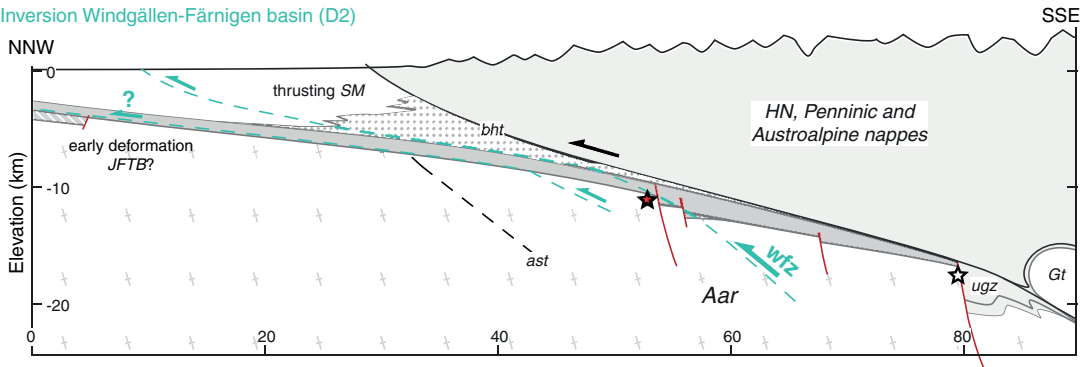 Inversion Windgällen-Färnigen basin (D2)
SSE
NNW
0
thrusting SM
?
HN, Penninic and
Austroalpine nappes
bht
early deformation
JFTB?
Elevation (km)
-10
wfz
ast
Gt
ugz
Aar
-20
0
20
40
60
80